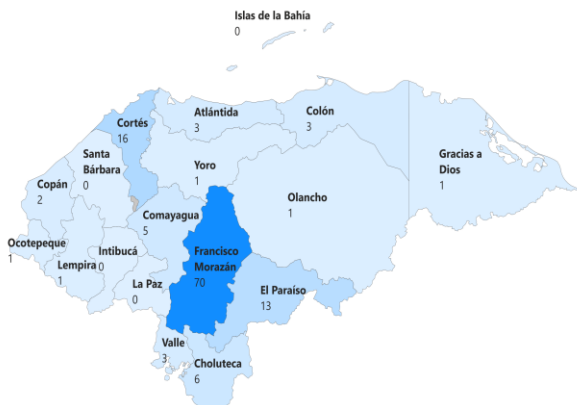 Islas de la Bahía
0
Atlántida
3
Colón
3
Cortés
16
Santa
Bárbara
0
Yoro
1
Gracias a
Dios
1
Copán
2
Olancho
1
Comayagua
5
Ocotepeque
1
Lempira
1
Intibucá
0
Francisco
Morazán
70
La Paz
0
El Paraíso
13
Valle
3
Choluteca
6